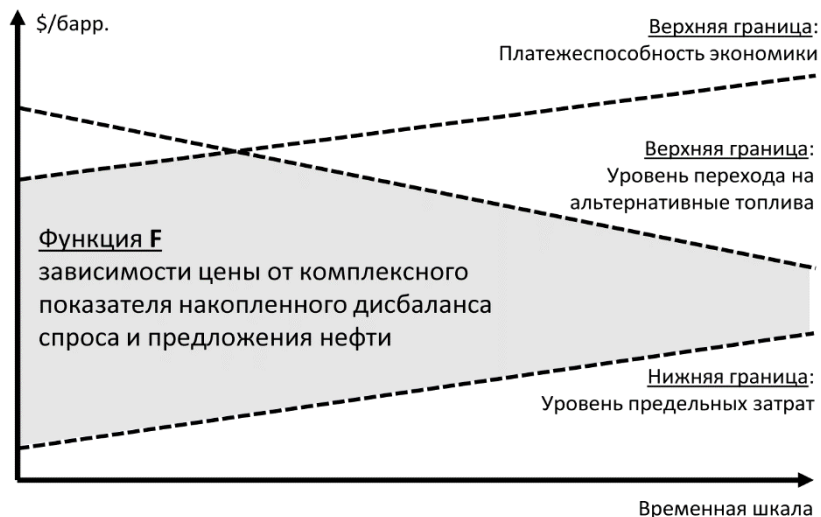 $/барр.
Верхняя граница:
Платежеспособность экономики
Верхняя граница:
Уровень перехода на
альтернативные топлива
Функция F
зависимости цены от комплексного
показателя накопленного дисбаланса
спроса и предложения нефти
Нижняя граница:
Уровень предельных затрат
Временная шкала